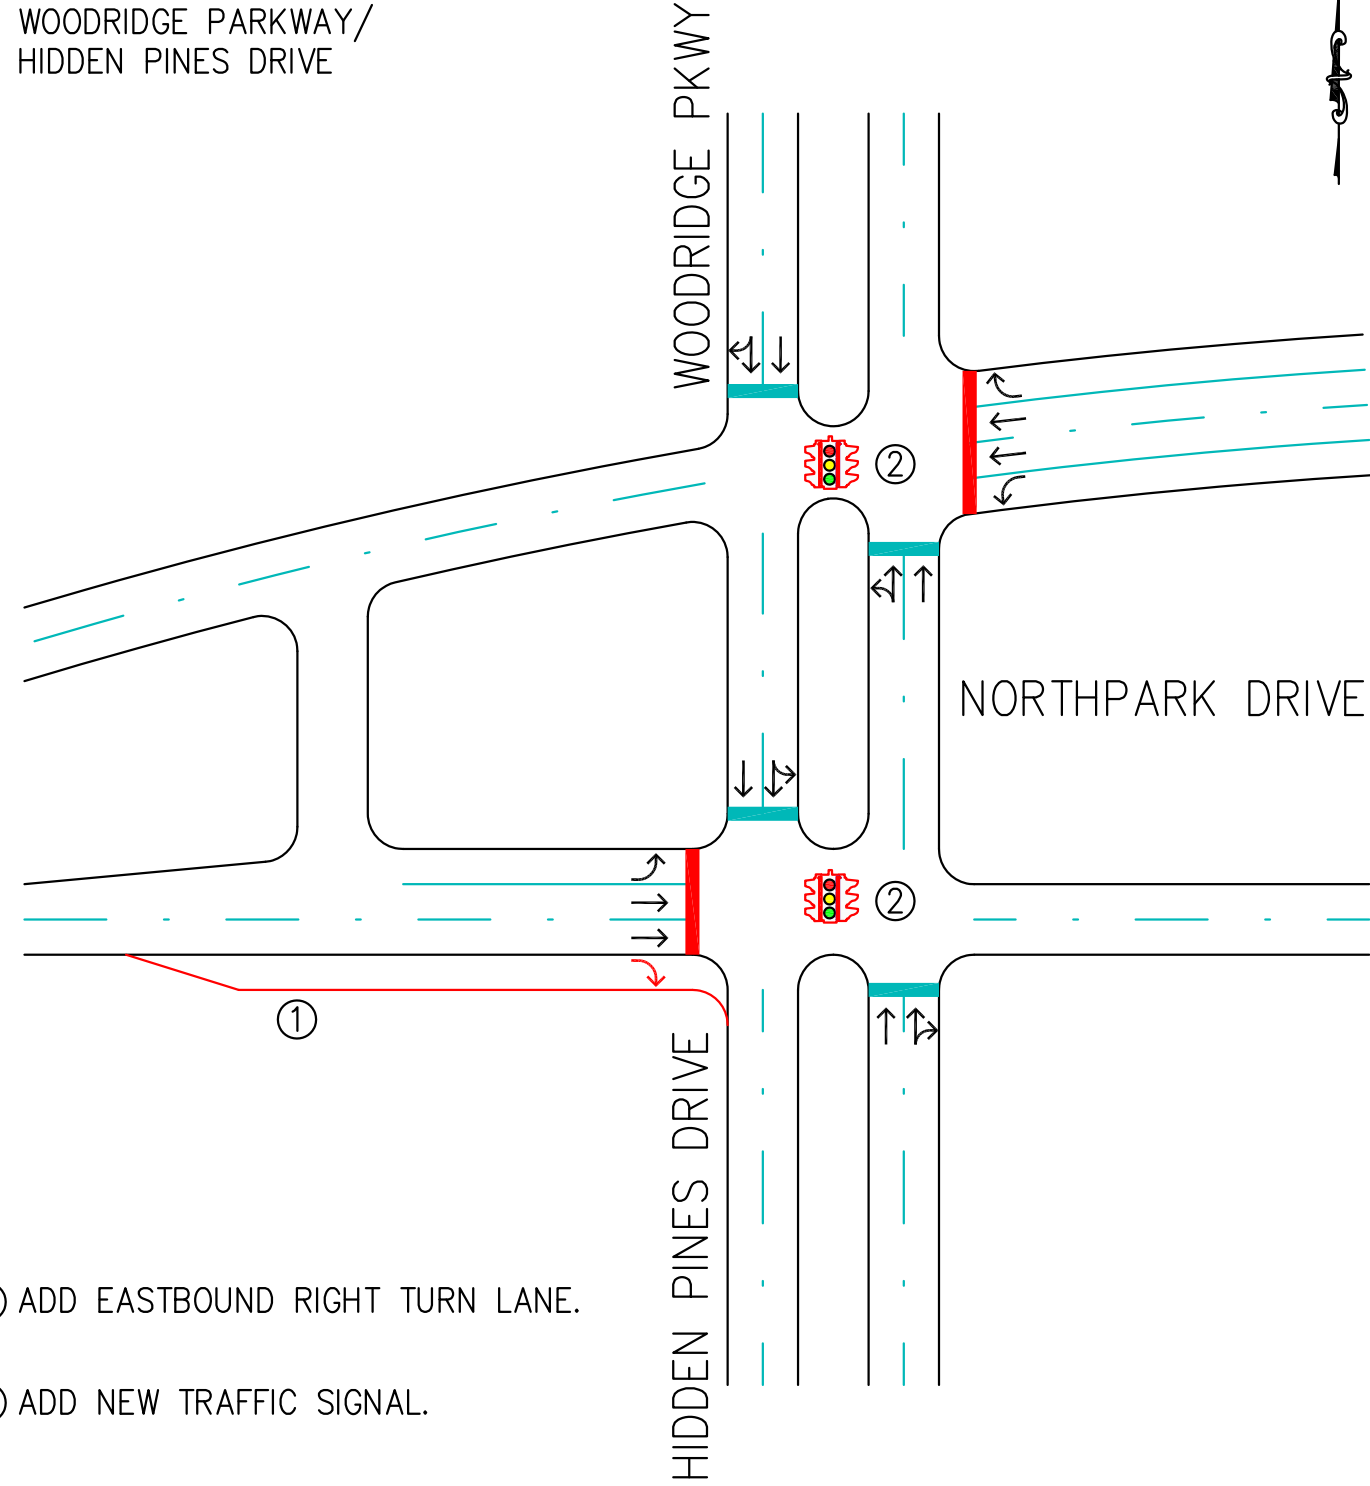 WOODRIDGE PARKWAY/
HIDDEN PINES DRIVE
WOODRIDGE PKWY
2
NORTHPARK DRIVE
2
1
HIDDEN PINES DRIVE
ADD EASTBOUND RIGHT TURN LANE.
ADD NEW TRAFFIC SIGNAL.